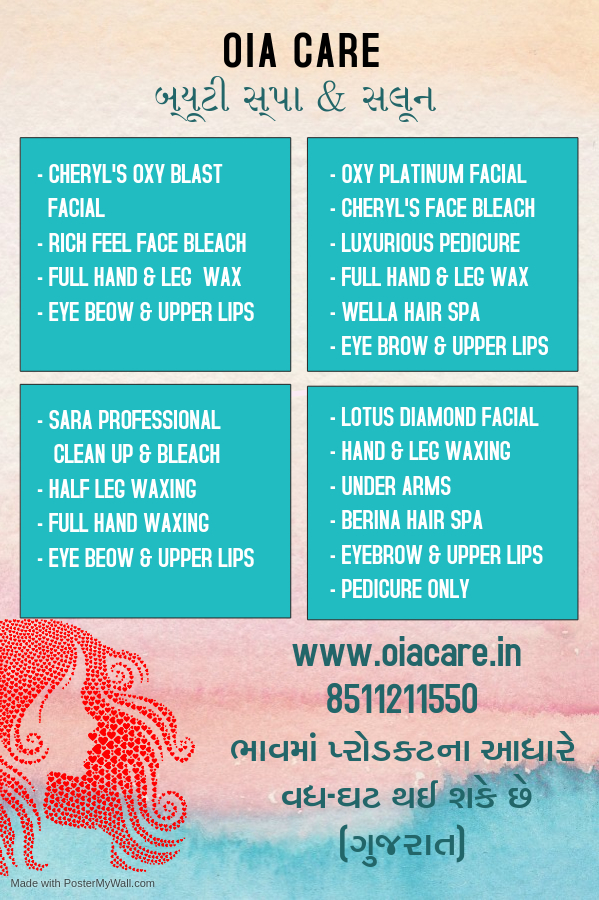 OIA CARE
બ્યૂટી સ્પા & સલૂન
- CHERYL'S OXY BLAST
FACIAL
- RICH FEEL FACE BLEACH
- FULL HAND & LEG WAX
- EYE BEOW & UPPER LIPS
- OXY PLATINUM FACIAL
- CHERYL'S FACE BLEACH
- LUXURIOUS PEDICURE
- FULL HAND & LEG WAX
- WELLA HAIR SPA
- EYE BROW & UPPER LIPS
- SARA PROFESSIONAL
CLEAN UP & BLEACH
- HALF LEG WAXING
- FULL HAND WAXING
- EYE BEOW & UPPER LIPS
- LOTUS DIAMOND FACIAL
- HAND & LEG WAXING
- UNDER ARMS
- BERINA HAIR SPA
- EYEBROW & UPPER LIPS
- PEDICURE ONLY
www.oiacare.in
8511211550
ભાવમાં પ્રોડક્ટના આધારે
વધ-ઘટ થઈ શકે છે
(ગુજરાત)
Made with PosterMyWall.com